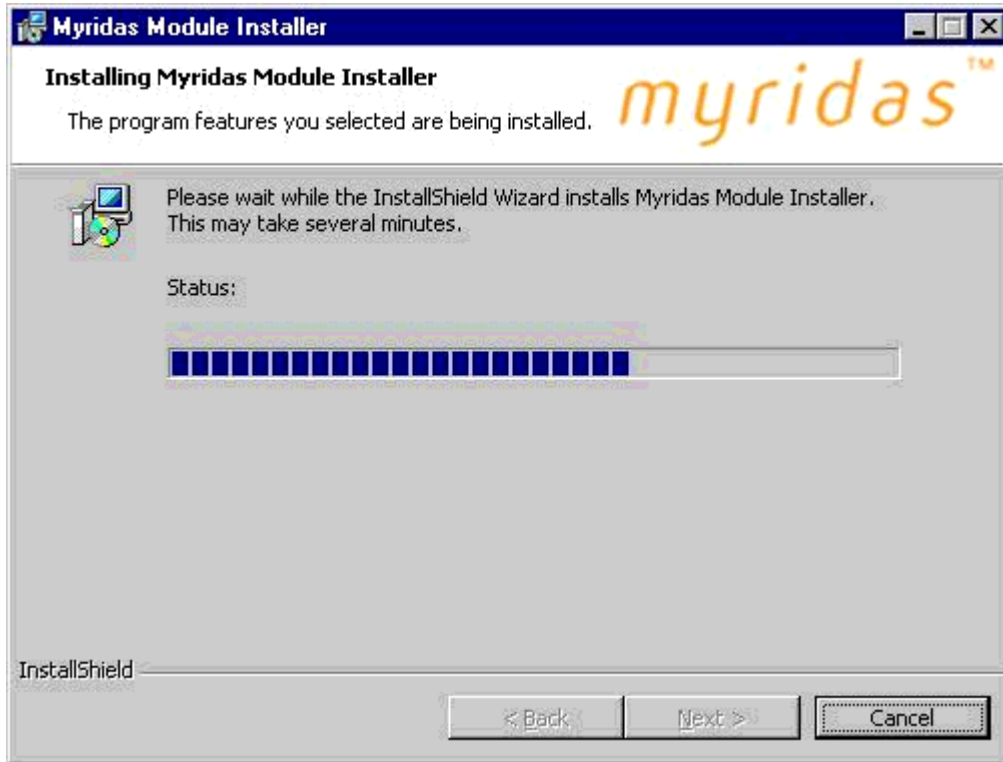 Myridas Module Installer
Installing Myridas Module Installer
The program features you selected are being installed.
myridas™
Please wait while the InstallShield Wizard installs Myridas Module Installer.
This may take several minutes.
Status:
InstallShield
< Back
Next >
Cancel